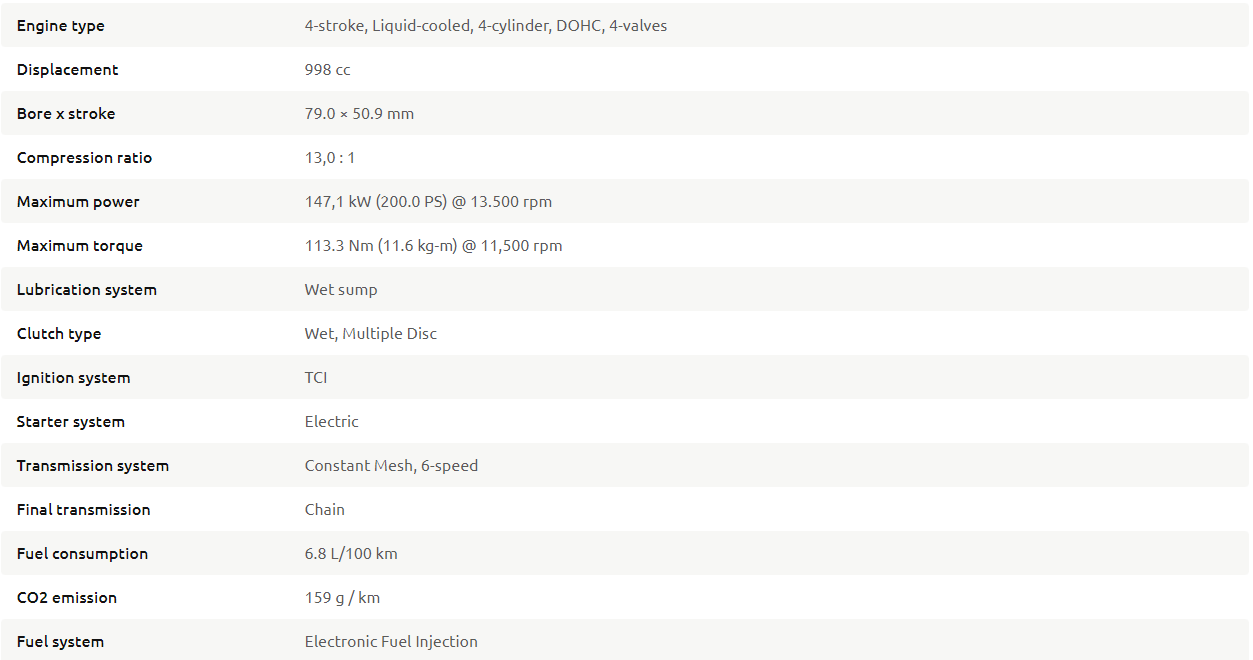 Engine type 4-stroke, Liquid-cooled, 4-cylinder, DOHC, 4-valves
Displacement 998 cc
Bore x stroke 79.0 × 50.9 mm
Compression ratio 13,0 : 1
Maximum power 147,1 kW (200.0 PS) @ 13.500 rpm
Maximum torque 113.3 Nm (11.6 kg-m) @ 11,500 rpm
Lubrication system Wet sump
Clutch type Wet, Multiple Disc
Ignition system TCI
Starter system Electric
Transmission system Constant Mesh, 6-speed
Final transmission Chain
Fuel consumption 6.8 L/100 km
CO2 emission 159 g / km
Fuel system Electronic Fuel Injection